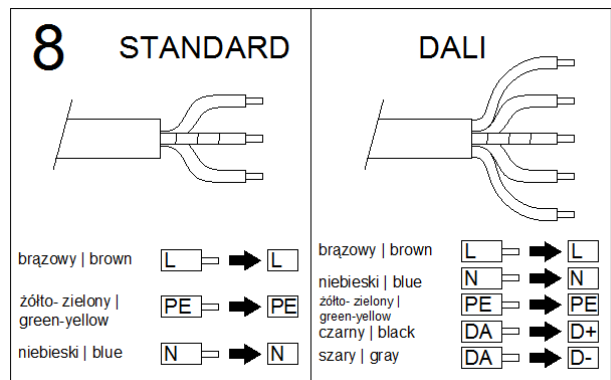 8 STANDARD
brązowy | brown L L
żółto- zielony |
green-yellow PE PE
niebieski | blue N N
DALI
brązowy | brown L L
niebieski | blue N N
żółto- zielony |
green-yellow PE PE
czarny | black DA D+
szary | gray DA D-